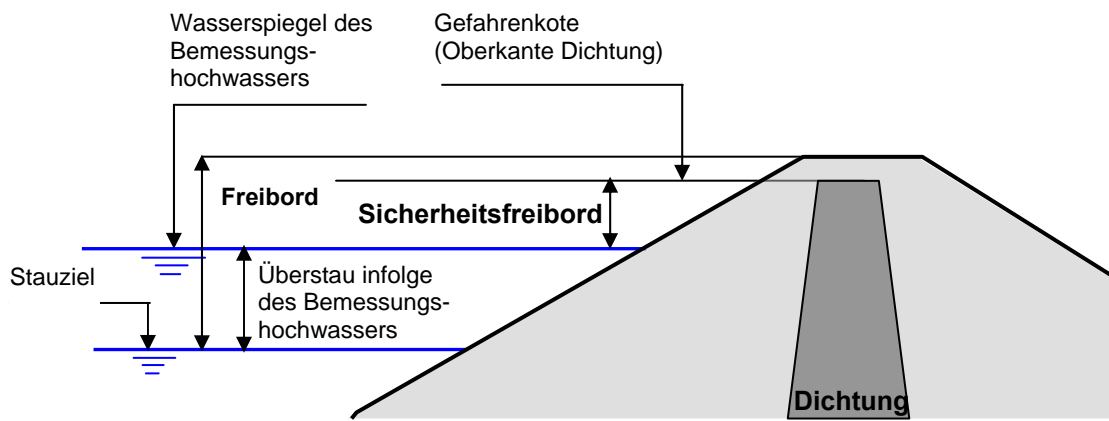 Wasserspiegel des
Bemessungs-
hochwassers
Gefahrenkote
(Oberkante Dichtung)
Freibord
Sicherheitsfreibord
Stauziel
Überstau infolge
des Bemessungs-
hochwassers
Dichtung